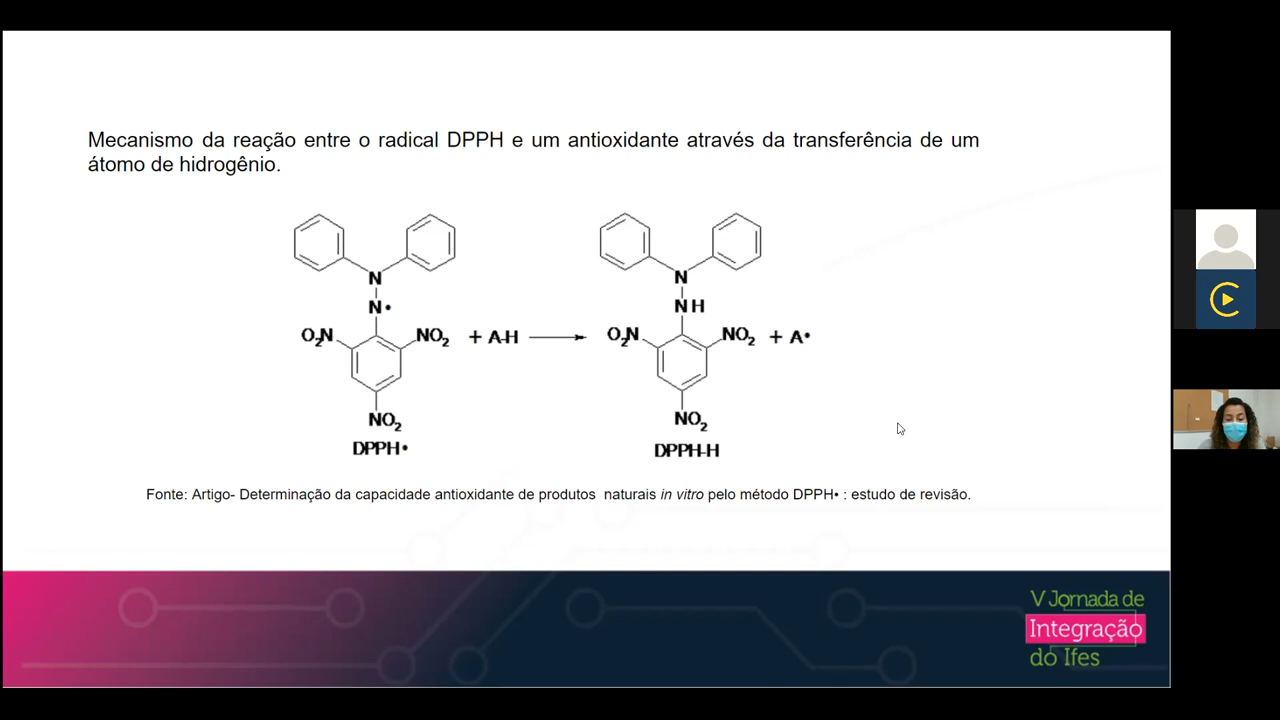 Mecanismo da reação entre o radical DPPH e um antioxidante através da transferência de um
átomo de hidrogênio.
N
N•
O₂N
NO₂
+ A-H
NO₂
DPPH•
N
NH
O₂N
NO₂
+ A•
NO₂
DPPH-H
Fonte: Artigo- Determinação da capacidade antioxidante de produtos naturais in vitro pelo método DPPH• : estudo de revisão.
V Jornada de
Integração
do Ifes